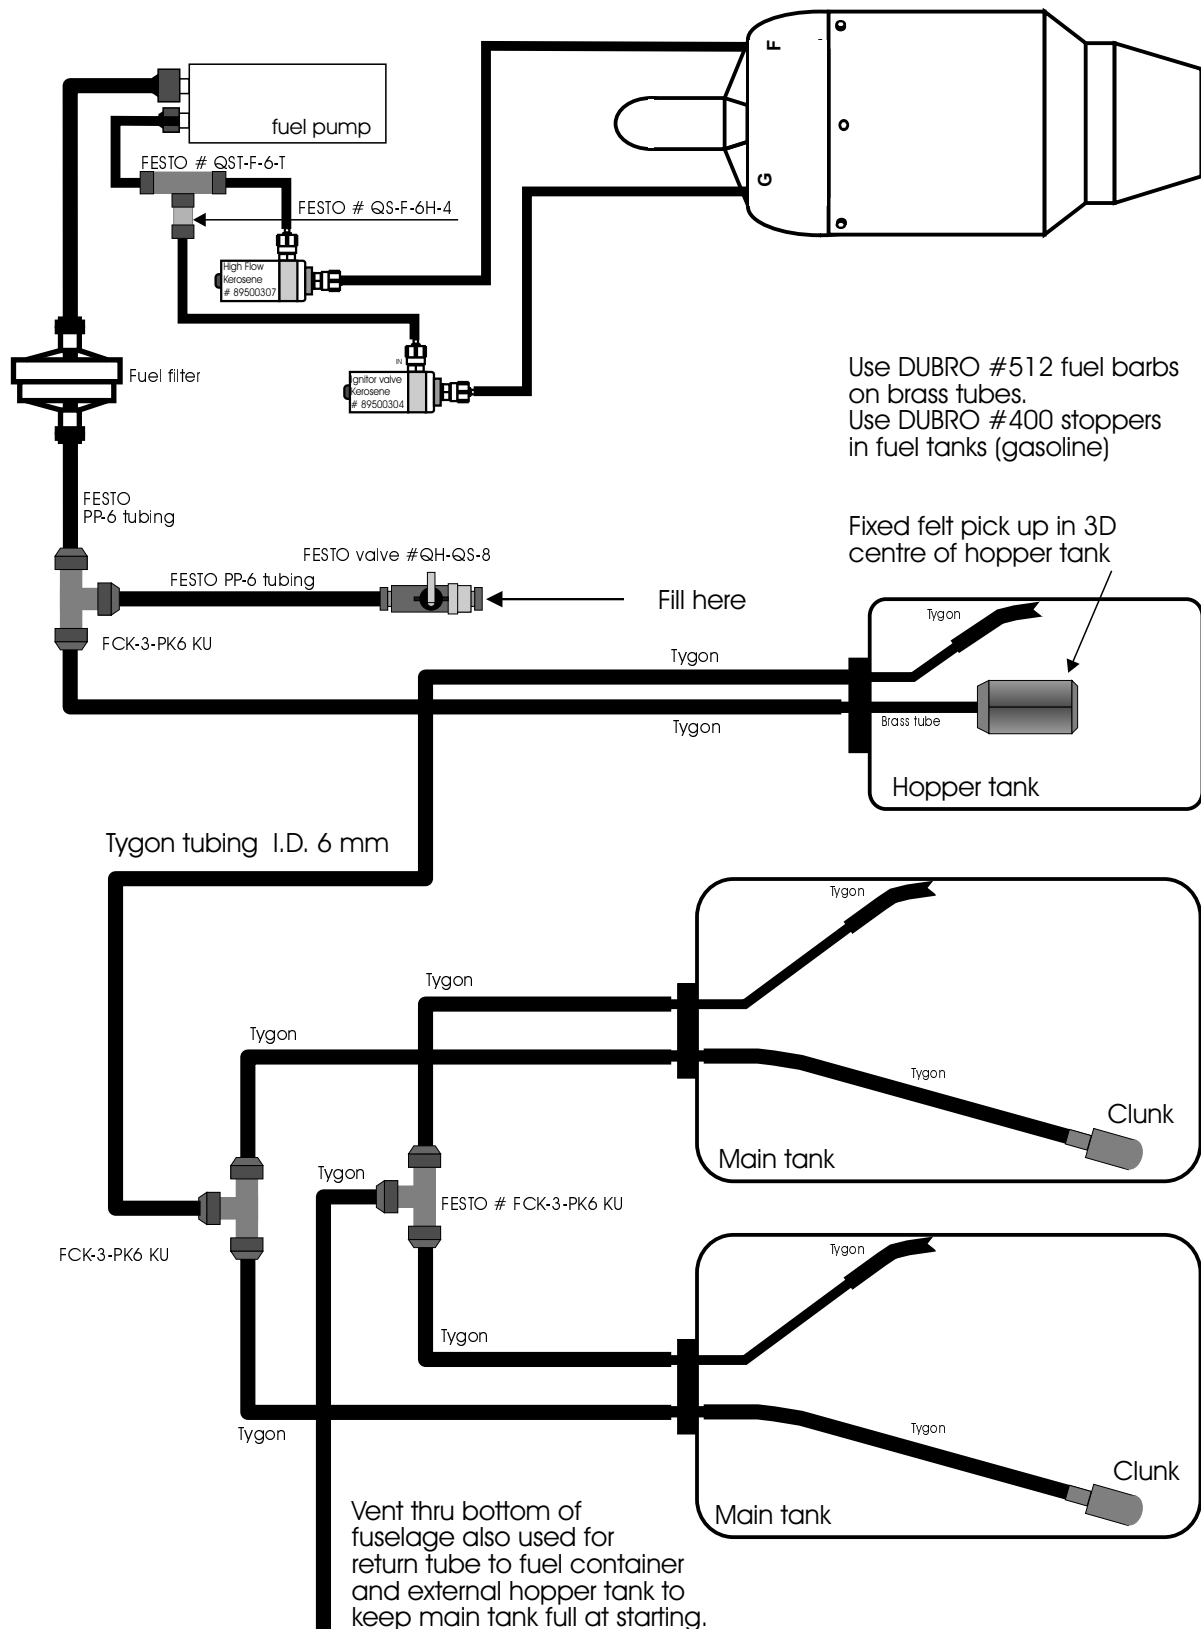 F
fuel pump
FESTO # QST-F-6-T
G
FESTO # QS-F-6H-4
High Flow
Kerosene
# 89500307
IN
Fuel filter
Ignitor valve
Kerosene
# 89500304
Use DUBRO #512 fuel barbs
on brass tubes.
Use DUBRO #400 stoppers
in fuel tanks (gasoline)
FESTO
PP-6 tubing
Fixed felt pick up in 3D
centre of hopper tank
FESTO valve #QH-QS-8
FESTO PP-6 tubing
Fill here
Tygon
FCK-3-PK6 KU
Tygon
Tygon
Brass tube
Hopper tank
Tygon tubing I.D. 6 mm
Tygon
Tygon
Tygon
Tygon
Clunk
Main tank
Tygon
FESTO # FCK-3-PK6 KU
FCK-3-PK6 KU
Tygon
Tygon
Tygon
Tygon
Clunk
Main tank
Vent thru bottom of
fuselage also used for
return tube to fuel container
and external hopper tank to
keep main tank full at starting.